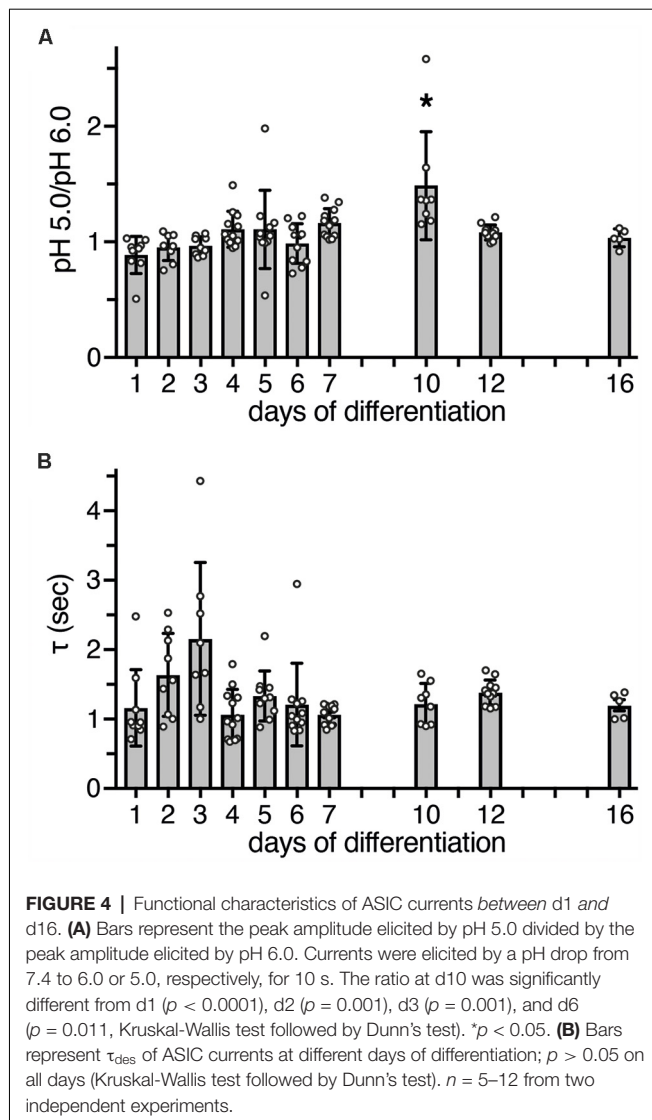 A
pH 5.0/pH 6.0
2
*
1
0
1 2 3 4 5 6 7 10 12 16
days of differentiation
B
τ (sec)
4
3
2
1
0
1 2 3 4 5 6 7 10 12 16
days of differentiation
FIGURE 4 | Functional characteristics of ASIC currents between d1 and
d16. (A) Bars represent the peak amplitude elicited by pH 5.0 divided by the
peak amplitude elicited by pH 6.0. Currents were elicited by a pH drop from
7.4 to 6.0 or 5.0, respectively, for 10 s. The ratio at d10 was significantly
different from d1 (p < 0.0001), d2 (p = 0.001), d3 (p = 0.001), and d6
(p = 0.011, Kruskal-Wallis test followed by Dunn's test). *p < 0.05. (B) Bars
represent τdes of ASIC currents at different days of differentiation; p > 0.05 on
all days (Kruskal-Wallis test followed by Dunn's test). n = 5–12 from two
independent experiments.